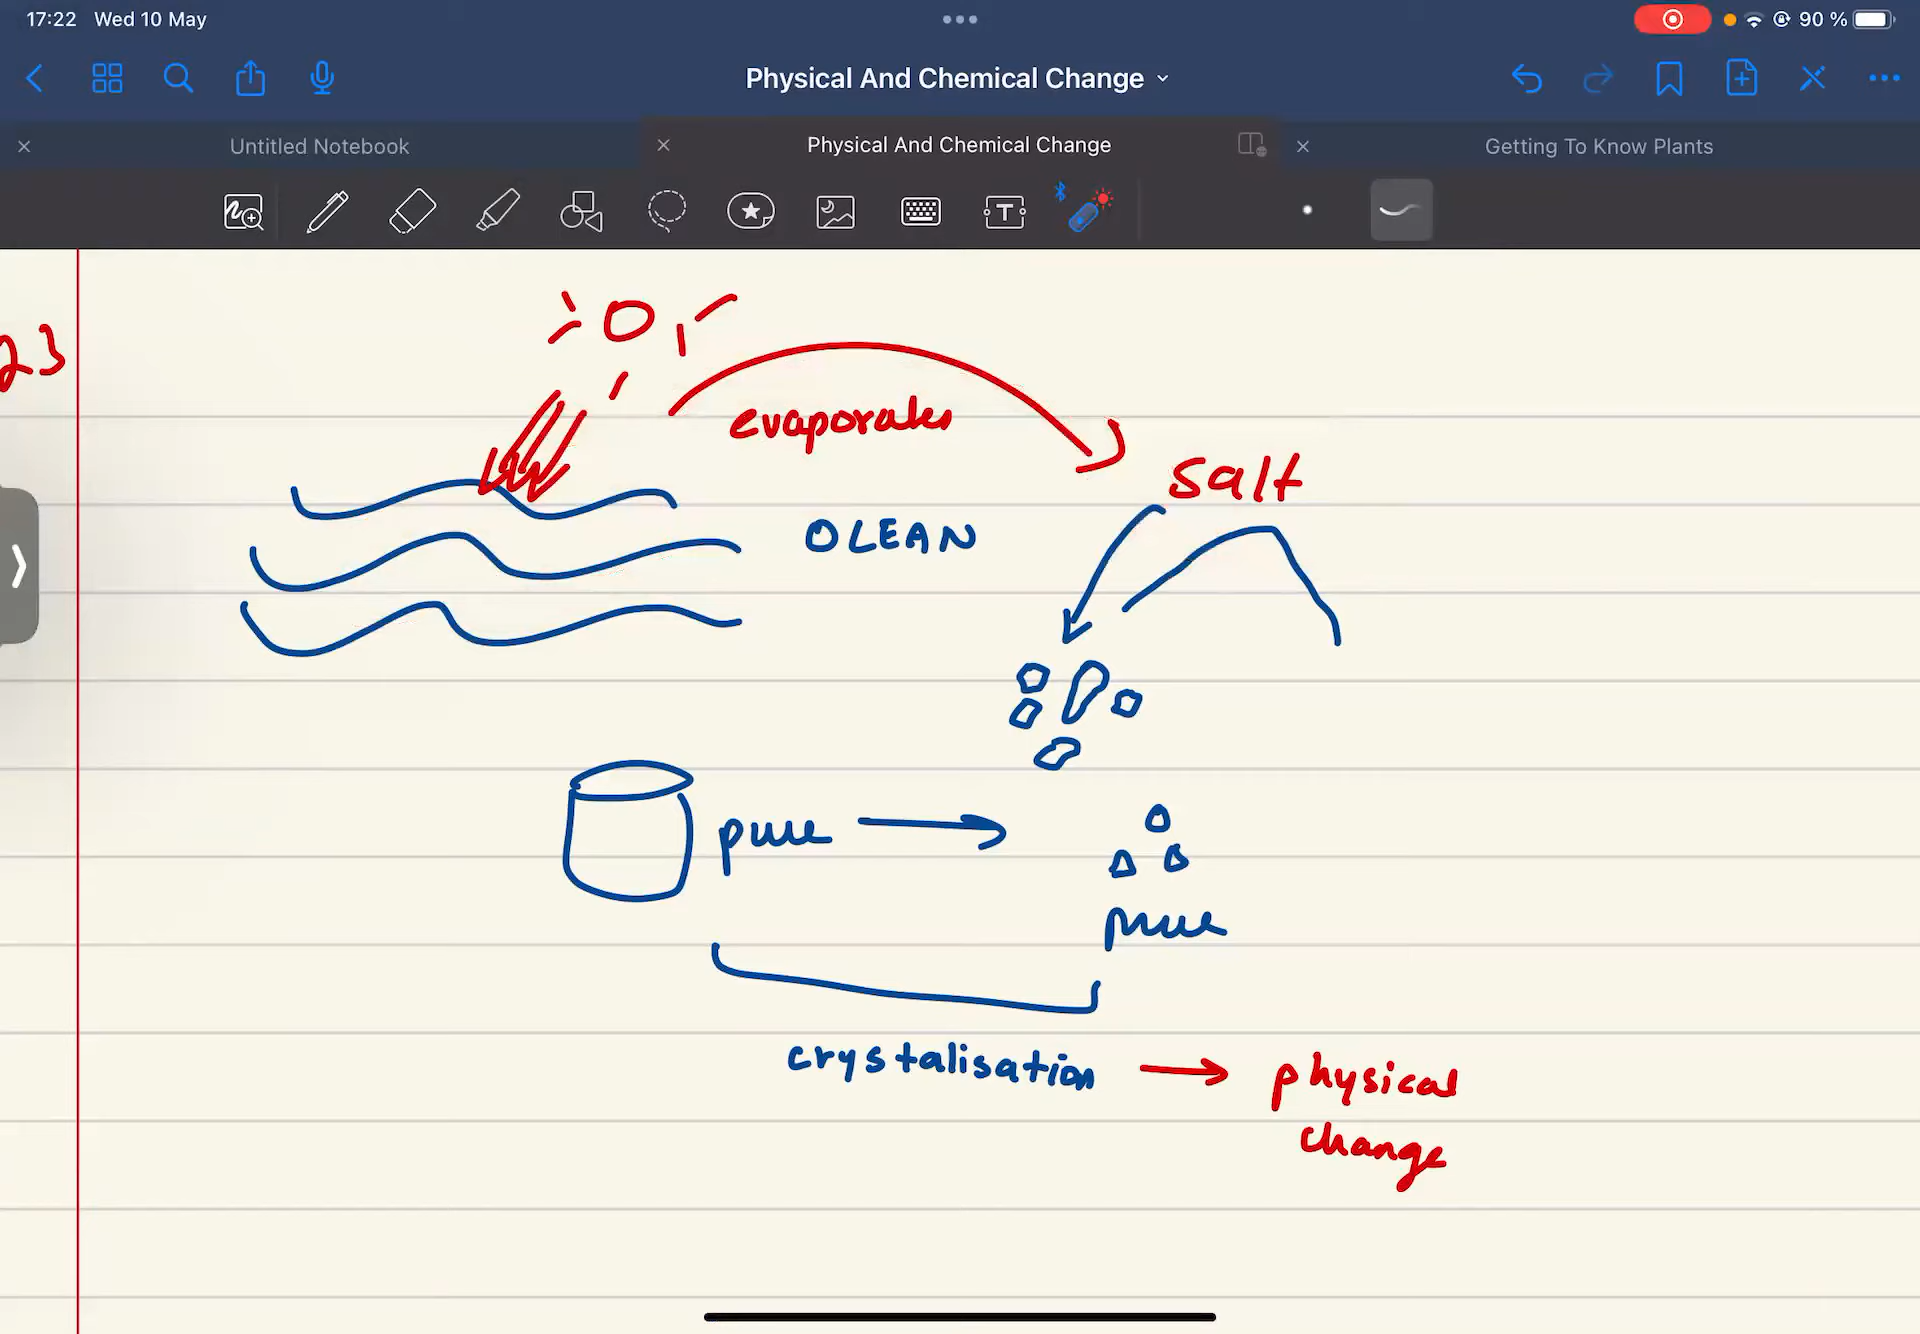 17:22 Wed 10 May
90 %
Physical And Chemical Change
Untitled Notebook
Physical And Chemical Change
Getting To Know Plants
23
evaporates
salt
OCEAN
pure
pure
crystalisation → physical
change